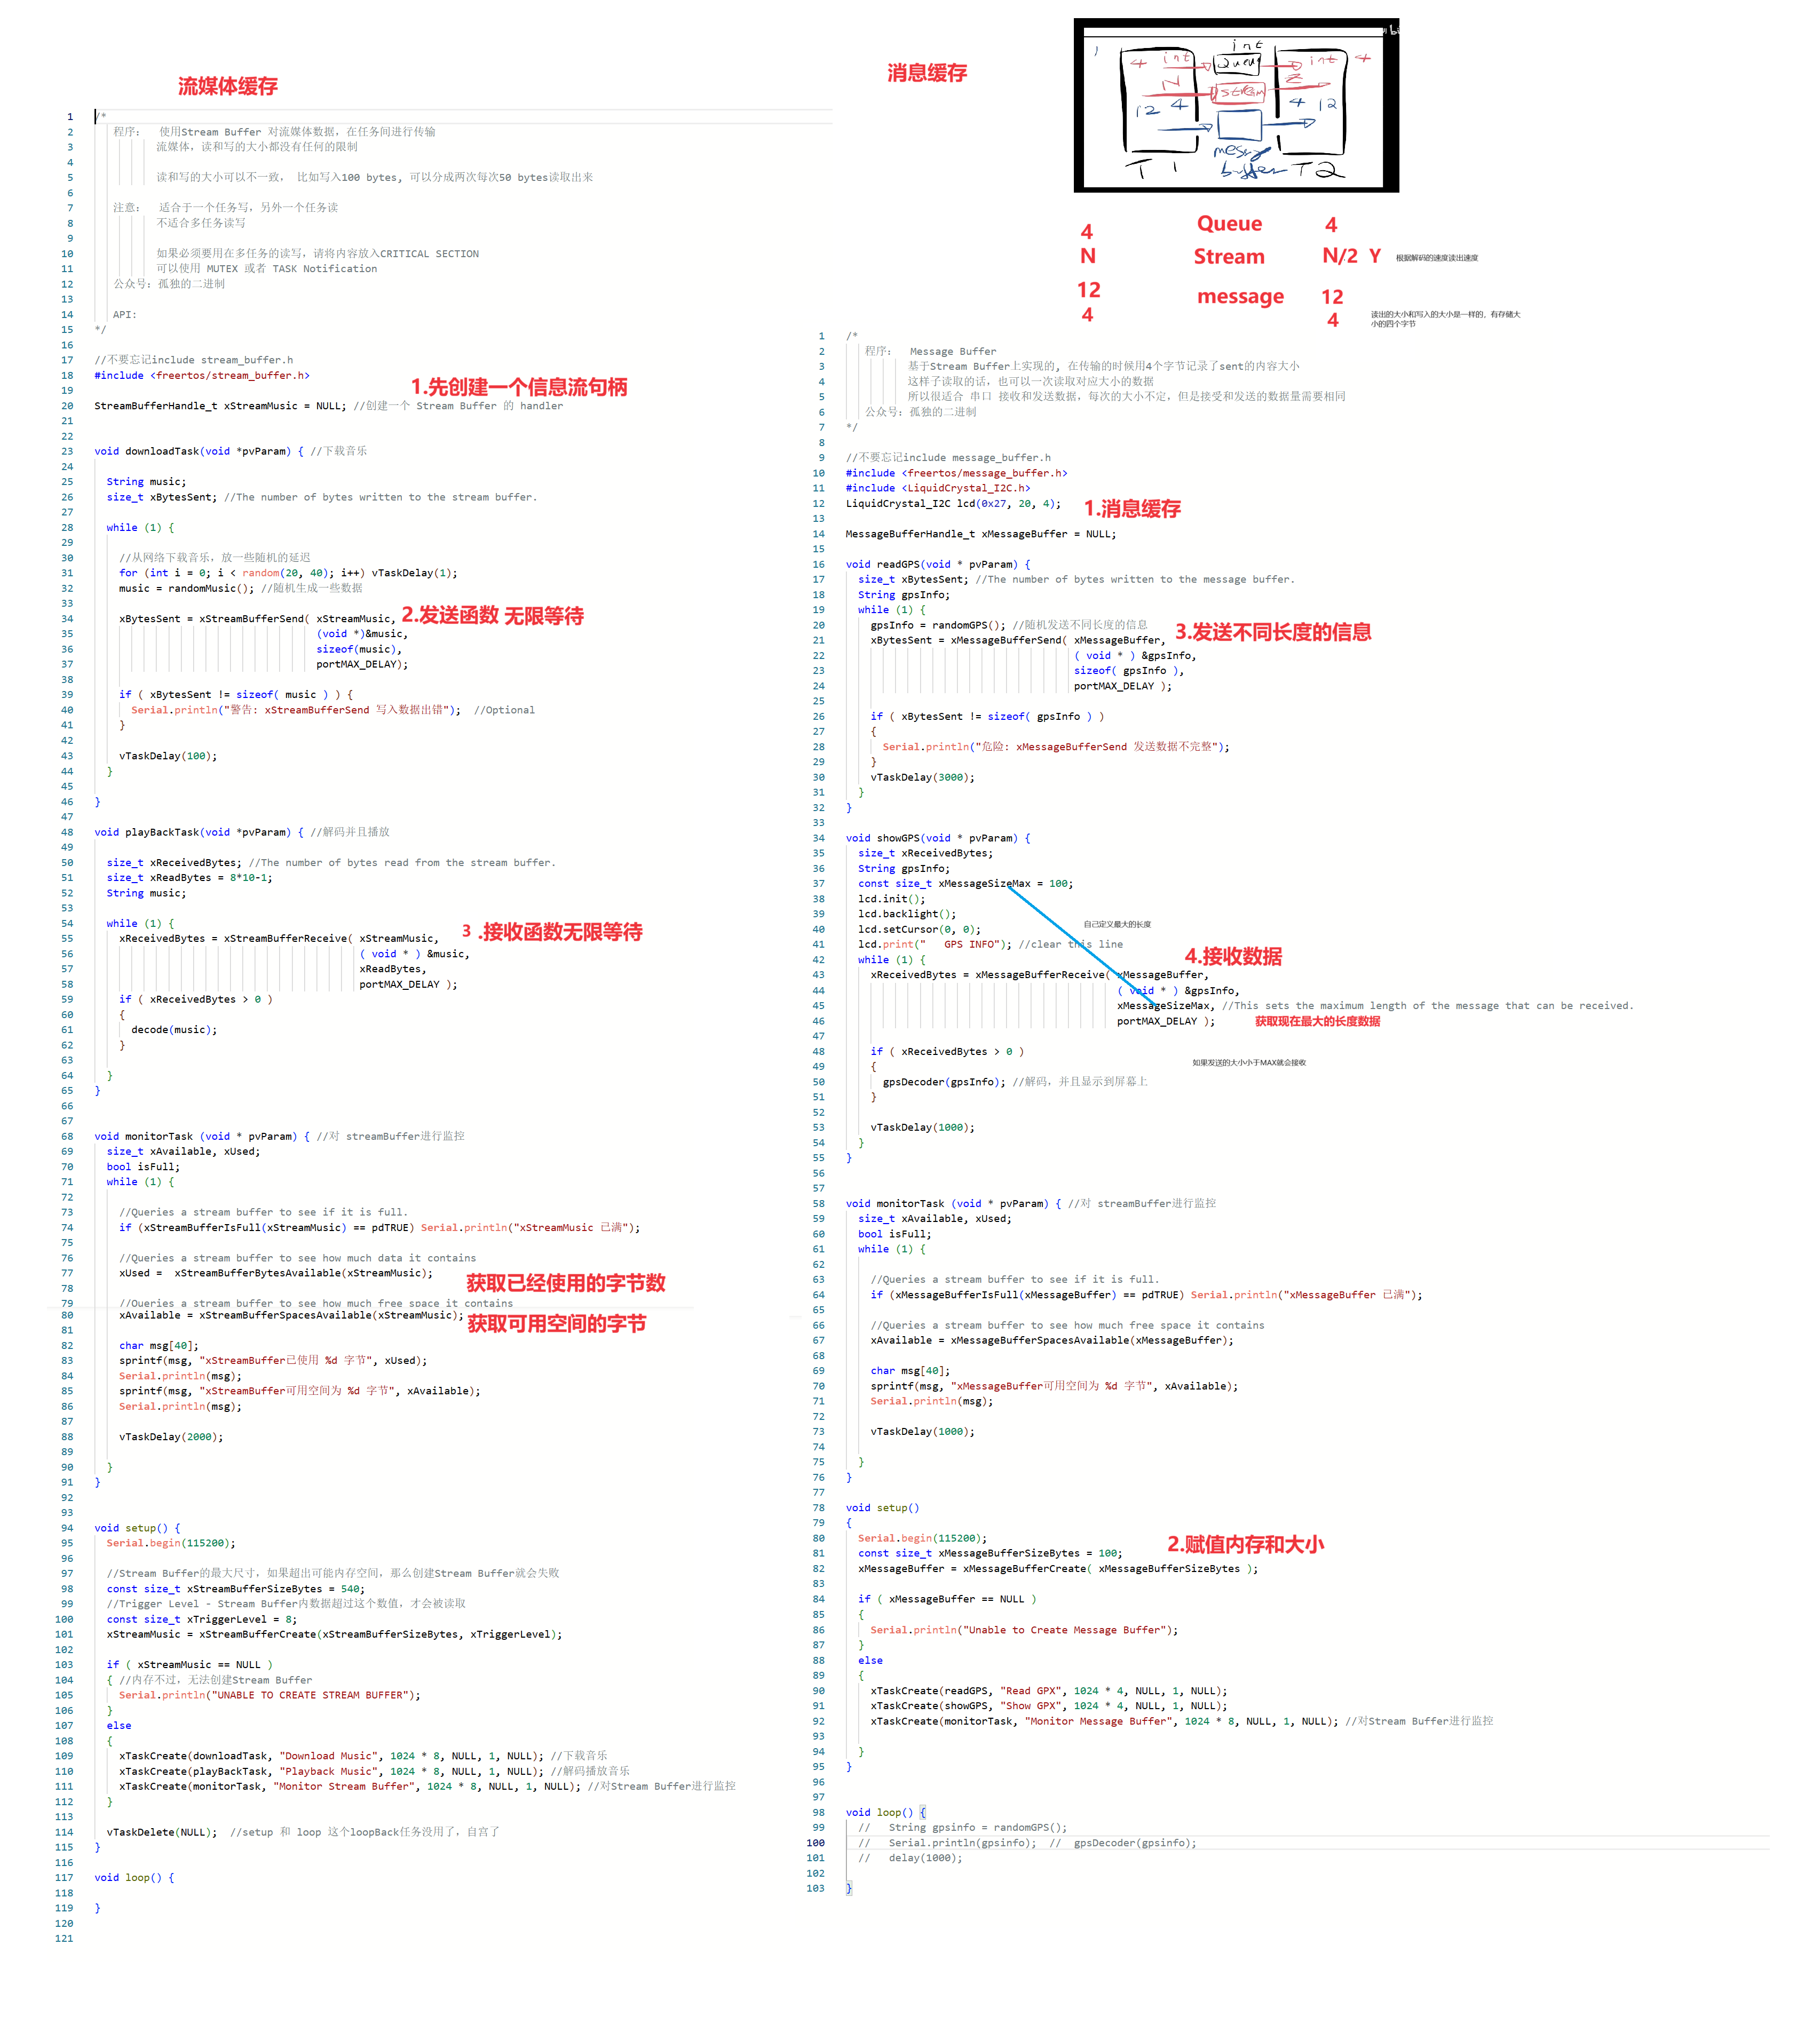 流媒体缓存
1 /*
2 程序： 使用Stream Buffer 对流媒体数据，在任务间进行传输
3 流媒体，读和写的大小都没有任何的限制
4
5 读和写的大小可以不一致， 比如写入100 bytes, 可以分成两次每次50 bytes读取出来
6
7 注意： 适合于一个任务写，另外一个任务读
8 不适合多任务读写
9
10 如果必须要用在多任务的读写，请将内容放入CRITICAL SECTION
11 可以使用 MUTEX 或者 TASK Notification
12 公众号：孤独的二进制
13
14 API:
15 */
16
17 //不要忘记include stream_buffer.h
18 #include <freertos/stream_buffer.h>
1.先创建一个信息流句柄
19
20 StreamBufferHandle_t xStreamMusic = NULL; //创建一个 Stream Buffer 的 handler
21
22
23 void downloadTask(void *pvParam) { //下载音乐
24
25 String music;
26 size_t xBytesSent; //The number of bytes written to the stream buffer.
27
28 while (1) {
29
30 //从网络下载音乐，放一些随机的延迟
31 for (int i = 0; i < random(20, 40); i++) vTaskDelay(1);
32 music = randomMusic(); //随机生成一些数据
33
34 xBytesSent = xStreamBufferSend( xStreamMusic,
2.发送函数 无限等待
35 (void *)&music,
36 sizeof(music),
37 portMAX_DELAY);
38
39 if ( xBytesSent != sizeof( music ) ) {
40 Serial.println("警告: xStreamBufferSend 写入数据出错"); //Optional
41 }
42
43 vTaskDelay(100);
44 }
45
46 }
47
48 void playBackTask(void *pvParam) { //解码并且播放
49
50 size_t xReceivedBytes; //The number of bytes read from the stream buffer.
51 size_t xReadBytes = 8*10-1;
52 String music;
53
54 while (1) {
3 .接收函数无限等待
55 xReceivedBytes = xStreamBufferReceive( xStreamMusic,
56 ( void * ) &music,
57 xReadBytes,
58 portMAX_DELAY );
59 if ( xReceivedBytes > 0 )
60 {
61 decode(music);
62 }
63
64 }
65 }
66
67
68 void monitorTask (void * pvParam) { //对 streamBuffer进行监控
69 size_t xAvailable, xUsed;
70 bool isFull;
71 while (1) {
72
73 //Queries a stream buffer to see if it is full.
74 if (xStreamBufferIsFull(xStreamMusic) == pdTRUE) Serial.println("xStreamMusic 已满");
75
76 //Queries a stream buffer to see how much data it contains
77 xUsed = xStreamBufferBytesAvailable(xStreamMusic);
获取已经使用的字节数
78
79 //Queries a stream buffer to see how much free space it contains
80 xAvailable = xStreamBufferSpacesAvailable(xStreamMusic);
获取可用空间的字节
81
82 char msg[40];
83 sprintf(msg, "xStreamBuffer已使用 %d 字节", xUsed);
84 Serial.println(msg);
85 sprintf(msg, "xStreamBuffer可用空间为 %d 字节", xAvailable);
86 Serial.println(msg);
87
88 vTaskDelay(2000);
89
90 }
91 }
92
93
94 void setup() {
95 Serial.begin(115200);
96
97 //Stream Buffer的最大尺寸，如果超出可能内存空间，那么创建Stream Buffer就会失败
98 const size_t xStreamBufferSizeBytes = 540;
99 //Trigger Level - Stream Buffer内数据超过这个数值，才会被读取
100 const size_t xTriggerLevel = 8;
101 xStreamMusic = xStreamBufferCreate(xStreamBufferSizeBytes, xTriggerLevel);
102
103 if ( xStreamMusic == NULL )
104 { //内存不过，无法创建Stream Buffer
105 Serial.println("UNABLE TO CREATE STREAM BUFFER");
106 }
107 else
108 {
109 xTaskCreate(downloadTask, "Download Music", 1024 * 8, NULL, 1, NULL); //下载音乐
110 xTaskCreate(playBackTask, "Playback Music", 1024 * 8, NULL, 1, NULL); //解码播放音乐
111 xTaskCreate(monitorTask, "Monitor Stream Buffer", 1024 * 8, NULL, 1, NULL); //对Stream Buffer进行监控
112 }
113
114 vTaskDelete(NULL); //setup 和 loop 这个loopBack任务没用了，自宫了
115 }
116
117 void loop() {
118
119 }
120
121
消息缓存
int
4 int Queue int 4
N stream
12 4 4 12
T1 buffer T2
4 Queue 4
N Stream N/2 Y 根据解码的速度读出速度
12 message 12
4 4
读出的大小和写入的大小是一样的，有存储大
小的四个字节
1 /*
2 程序： Message Buffer
3 基于Stream Buffer上实现的, 在传输的时候用4个字节记录了sent的内容大小
4 这样子读取的话，也可以一次读取对应大小的数据
5 所以很适合 串口 接收和发送数据，每次的大小不定，但是接受和发送的数据量需要相同
6 公众号：孤独的二进制
7 */
8
9 //不要忘记include message_buffer.h
10 #include <freertos/message_buffer.h>
11 #include <LiquidCrystal_I2C.h>
12 LiquidCrystal_I2C lcd(0x27, 20, 4);
1.消息缓存
13
14 MessageBufferHandle_t xMessageBuffer = NULL;
15
16 void readGPS(void * pvParam) {
17 size_t xBytesSent; //The number of bytes written to the message buffer.
18 String gpsInfo;
19 while (1) {
20 gpsInfo = randomGPS(); //随机发送不同长度的信息
21 xBytesSent = xMessageBufferSend( xMessageBuffer,
3.发送不同长度的信息
22 ( void * ) &gpsInfo,
23 sizeof( gpsInfo ),
24 portMAX_DELAY );
25
26 if ( xBytesSent != sizeof( gpsInfo ) )
27 {
28 Serial.println("危险: xMessageBufferSend 发送数据不完整");
29 }
30 vTaskDelay(3000);
31 }
32 }
33
34 void showGPS(void * pvParam) {
35 size_t xReceivedBytes;
36 String gpsInfo;
37 const size_t xMessageSizeMax = 100;
38 lcd.init();
39 lcd.backlight();
自己定义最大的长度
40 lcd.setCursor(0, 0);
41 lcd.print("   GPS INFO"); //clear this line
4.接收数据
42 while (1) {
43 xReceivedBytes = xMessageBufferReceive( xMessageBuffer,
44 ( void * ) &gpsInfo,
45 xMessageSizeMax, //This sets the maximum length of the message that can be received.
46 portMAX_DELAY );
获取现在最大的长度数据
47
48 if ( xReceivedBytes > 0 )
如果发送的大小小于MAX就会接收
49 {
50 gpsDecoder(gpsInfo); //解码，并且显示到屏幕上
51 }
52
53 vTaskDelay(1000);
54 }
55 }
56
57
58 void monitorTask (void * pvParam) { //对 streamBuffer进行监控
59 size_t xAvailable, xUsed;
60 bool isFull;
61 while (1) {
62
63 //Queries a stream buffer to see if it is full.
64 if (xMessageBufferIsFull(xMessageBuffer) == pdTRUE) Serial.println("xMessageBuffer 已满");
65
66 //Queries a stream buffer to see how much free space it contains
67 xAvailable = xMessageBufferSpacesAvailable(xMessageBuffer);
68
69 char msg[40];
70 sprintf(msg, "xMessageBuffer可用空间为 %d 字节", xAvailable);
71 Serial.println(msg);
72
73 vTaskDelay(1000);
74
75 }
76 }
77
78 void setup()
79 {
80 Serial.begin(115200);
2.赋值内存和大小
81 const size_t xMessageBufferSizeBytes = 100;
82 xMessageBuffer = xMessageBufferCreate( xMessageBufferSizeBytes );
83
84 if ( xMessageBuffer == NULL )
85 {
86 Serial.println("Unable to Create Message Buffer");
87 }
88 else
89 {
90 xTaskCreate(readGPS, "Read GPX", 1024 * 4, NULL, 1, NULL);
91 xTaskCreate(showGPS, "Show GPX", 1024 * 4, NULL, 1, NULL);
92 xTaskCreate(monitorTask, "Monitor Message Buffer", 1024 * 8, NULL, 1, NULL); //对Stream Buffer进行监控
93
94 }
95 }
96
97
98 void loop() {
99 // String gpsinfo = randomGPS();
100 // Serial.println(gpsinfo); // gpsDecoder(gpsinfo);
101 // delay(1000);
102
103 }